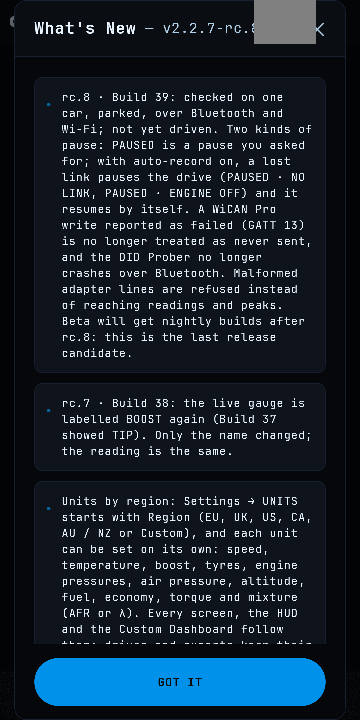 What's New — v2.2.7-rc.
rc.8 · Build 39: checked on one
car, parked, over Bluetooth and
Wi-Fi; not yet driven. Two kinds of
pause: PAUSED is a pause you asked
for; with auto-record on, a lost
link pauses the drive (PAUSED · NO
LINK, PAUSED · ENGINE OFF) and it
resumes by itself. A WiCAN Pro
write reported as failed (GATT 13)
is no longer treated as never sent,
and the DID Prober no longer
crashes over Bluetooth. Malformed
adapter lines are refused instead
of reaching readings and peaks.
Beta will get nightly builds after
rc.8: this is the last release
candidate.
rc.7 · Build 38: the live gauge is
labelled BOOST again (Build 37
showed TIP). Only the name changed;
the reading is the same.
Units by region: Settings → UNITS
starts with Region (EU, UK, US, CA,
AU / NZ or Custom), and each unit
can be set on its own: speed,
temperature, boost, tyres, engine
pressures, air pressure, altitude,
fuel, economy, torque and mixture
(AFR or λ). Every screen, the HUD
and the Custom Dashboard follow
GOT IT